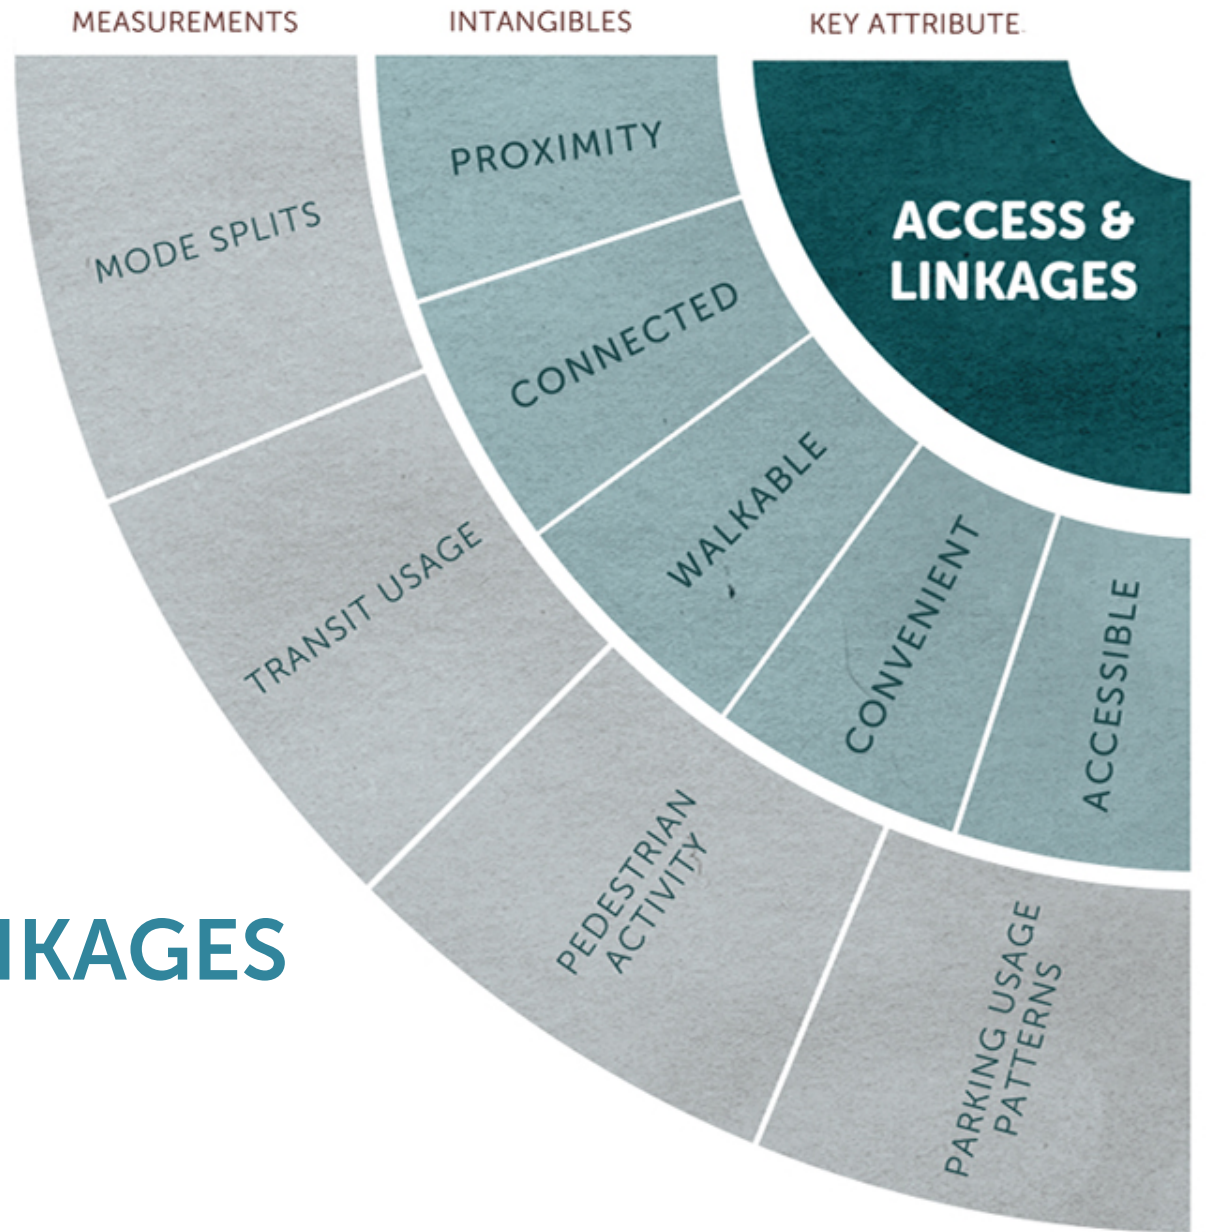 MEASUREMENTS
INTANGIBLES
KEY ATTRIBUTE
ACCESS &
LINKAGES
PROXIMITY
CONNECTED
WALKABLE
CONVENIENT
ACCESSIBLE
MODE SPLITS
TRANSIT USAGE
PEDESTRIAN
ACTIVITY
PARKING USAGE
PATTERNS
KAGES